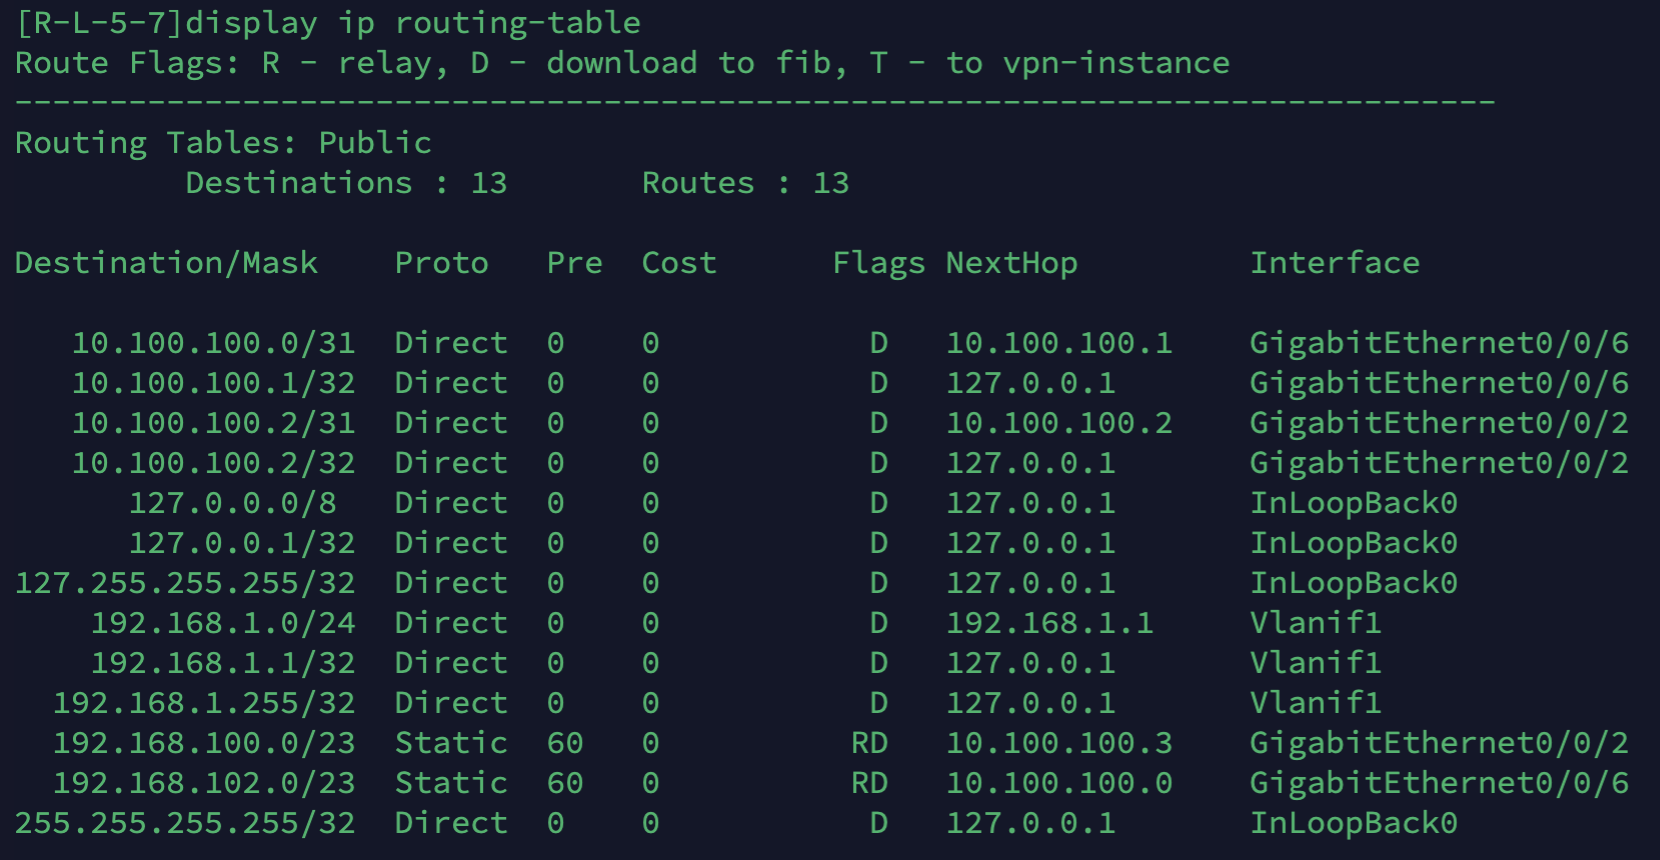 [R-L-5-7]display ip routing-table
Route Flags: R - relay, D - download to fib, T - to vpn-instance
------------------------------------------------------------------------------
Routing Tables: Public
         Destinations : 13       Routes : 13

Destination/Mask    Proto   Pre  Cost      Flags NextHop         Interface

   10.100.100.0/31  Direct  0    0           D   10.100.100.1    GigabitEthernet0/0/6
   10.100.100.1/32  Direct  0    0           D   127.0.0.1       GigabitEthernet0/0/6
   10.100.100.2/31  Direct  0    0           D   10.100.100.2    GigabitEthernet0/0/2
   10.100.100.2/32  Direct  0    0           D   127.0.0.1       GigabitEthernet0/0/2
      127.0.0.0/8   Direct  0    0           D   127.0.0.1       InLoopBack0
      127.0.0.1/32  Direct  0    0           D   127.0.0.1       InLoopBack0
127.255.255.255/32  Direct  0    0           D   127.0.0.1       InLoopBack0
    192.168.1.0/24  Direct  0    0           D   192.168.1.1     Vlanif1
    192.168.1.1/32  Direct  0    0           D   127.0.0.1       Vlanif1
  192.168.1.255/32  Direct  0    0           D   127.0.0.1       Vlanif1
  192.168.100.0/23  Static  60   0          RD   10.100.100.3    GigabitEthernet0/0/2
  192.168.102.0/23  Static  60   0          RD   10.100.100.0    GigabitEthernet0/0/6
255.255.255.255/32  Direct  0    0           D   127.0.0.1       InLoopBack0